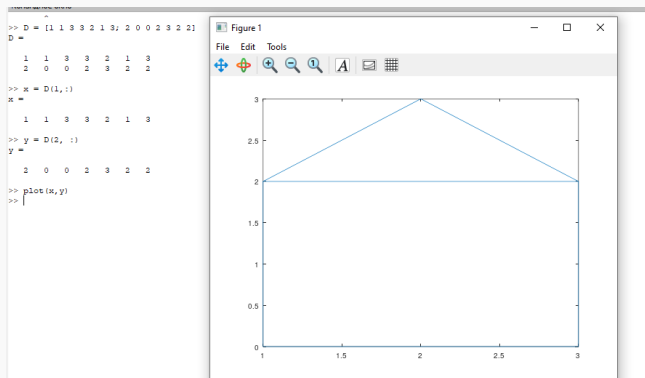 >> D = [1 1 3 3 2 1 3; 2 0 0 2 3 2 2]
D =
1 1 3 3 2 1 3
2 0 0 2 3 2 2
>> x = D(1,:)
x =
1 1 3 3 2 1 3
>> y = D(2, :)
y =
2 0 0 2 3 2 2
>> plot(x,y)
>>
Figure 1
File Edit Tools
A
3
2.5
2
1.5
1
0.5
0
1 1.5 2 2.5 3